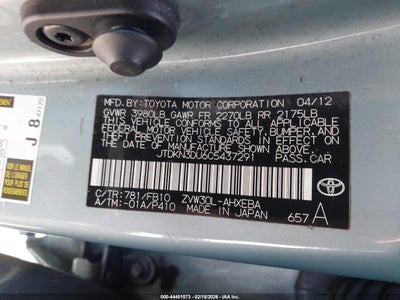 MFD. BY: TOYOTA MOTOR CORPORATION 04/12
GVWR 3980LB GAWR FR 2270LB RR 2175LB
THIS VEHICLE CONFORMS TO ALL APPLICABLE
FEDERAL MOTOR VEHICLE SAFETY, BUMPER, AND
THEFT PREVENTION STANDARDS IN EFFECT ON
THE DATE OF MANUFACTURE SHOWN ABOVE.
JTDKN3DU6C5437291 PASS.CAR
C/TR:781/FB10 ZVW30L-AHXEBA
A/TM:-01A/P410 MADE IN JAPAN
657 A
TOYOTA
J 8
44401573 02/18/2026 IAA